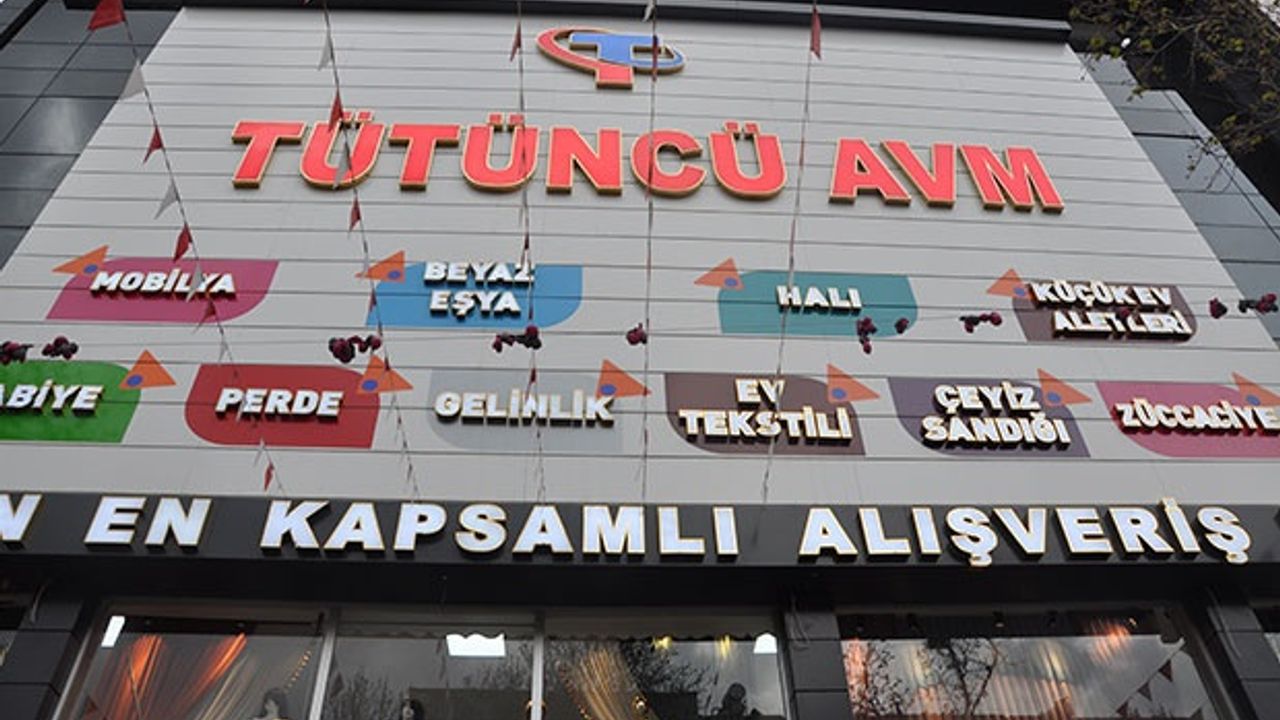 T
TÜTÜNCÜ AVM
MOBİLYA
BEYAZ
EŞYA
HALI
KÜÇÜK EV
ALETLERİ
ABİYE
PERDE
GELİNLİK
EV
TEKSTİLİ
ÇEYİZ
SANDIĞI
ZÜCCACİYE
N EN KAPSAMLI ALIŞVERİŞ